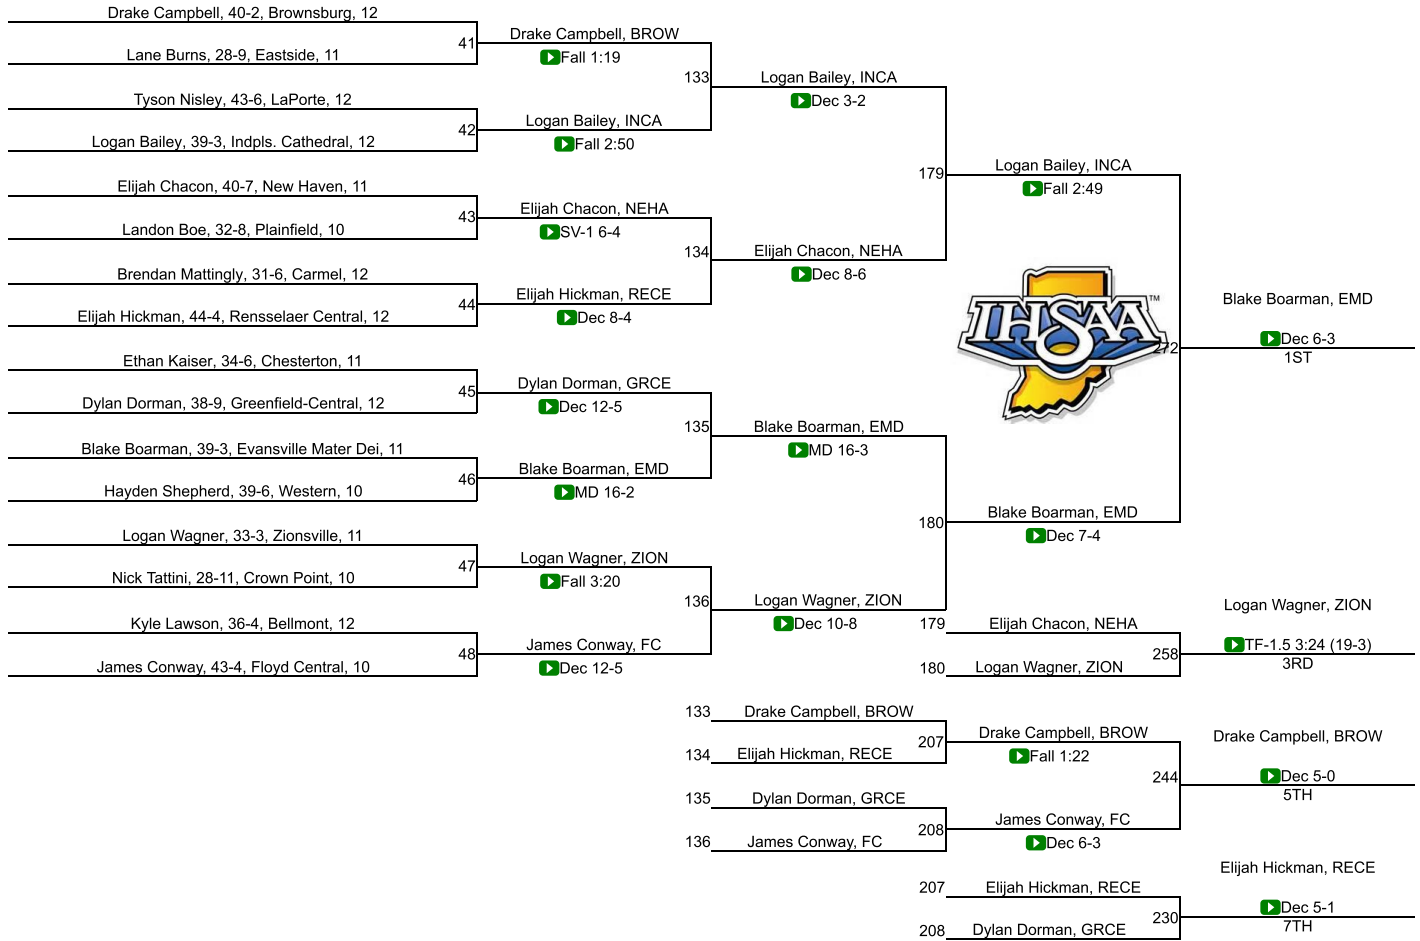 Drake Campbell, 40-2, Brownsburg, 12
41
Lane Burns, 28-9, Eastside, 11
Drake Campbell, BROW
Fall 1:19
133
Tyson Nisley, 43-6, LaPorte, 12
42
Logan Bailey, 39-3, Indpls. Cathedral, 12
Logan Bailey, INCA
Fall 2:50
Logan Bailey, INCA
Dec 3-2
179
Elijah Chacon, 40-7, New Haven, 11
43
Landon Boe, 32-8, Plainfield, 10
Elijah Chacon, NEHA
SV-1 6-4
134
Brendan Mattingly, 31-6, Carmel, 12
44
Elijah Hickman, 44-4, Rensselaer Central, 12
Elijah Hickman, RECE
Dec 8-4
Elijah Chacon, NEHA
Dec 8-6
Logan Bailey, INCA
Fall 2:49
IHSAA™
272
Blake Boarman, EMD
Dec 6-3
1ST
Ethan Kaiser, 34-6, Chesterton, 11
45
Dylan Dorman, 38-9, Greenfield-Central, 12
Dylan Dorman, GRCE
Dec 12-5
135
Blake Boarman, 39-3, Evansville Mater Dei, 11
46
Hayden Shepherd, 39-6, Western, 10
Blake Boarman, EMD
MD 16-2
Blake Boarman, EMD
MD 16-3
180
Blake Boarman, EMD
Dec 7-4
Logan Wagner, 33-3, Zionsville, 11
47
Nick Tattini, 28-11, Crown Point, 10
Logan Wagner, ZION
Fall 3:20
136
Kyle Lawson, 36-4, Bellmont, 12
48
James Conway, 43-4, Floyd Central, 10
James Conway, FC
Dec 12-5
Logan Wagner, ZION
Dec 10-8
179
Elijah Chacon, NEHA
258
180
Logan Wagner, ZION
Logan Wagner, ZION
TF-1.5 3:24 (19-3)
3RD
133
Drake Campbell, BROW
207
134
Elijah Hickman, RECE
Drake Campbell, BROW
Fall 1:22
244
135
Dylan Dorman, GRCE
208
136
James Conway, FC
James Conway, FC
Dec 6-3
Drake Campbell, BROW
Dec 5-0
5TH
207
Elijah Hickman, RECE
230
208
Dylan Dorman, GRCE
Elijah Hickman, RECE
Dec 5-1
7TH